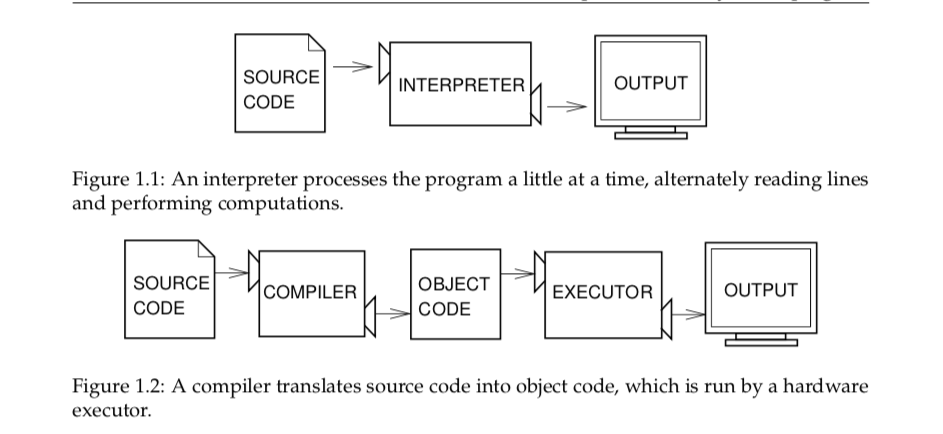 SOURCE
CODE
INTERPRETER
OUTPUT
Figure 1.1: An interpreter processes the program a little at a time, alternately reading lines
and performing computations.
SOURCE
CODE
COMPILER
OBJECT
CODE
EXECUTOR
OUTPUT
Figure 1.2: A compiler translates source code into object code, which is run by a hardware
executor.